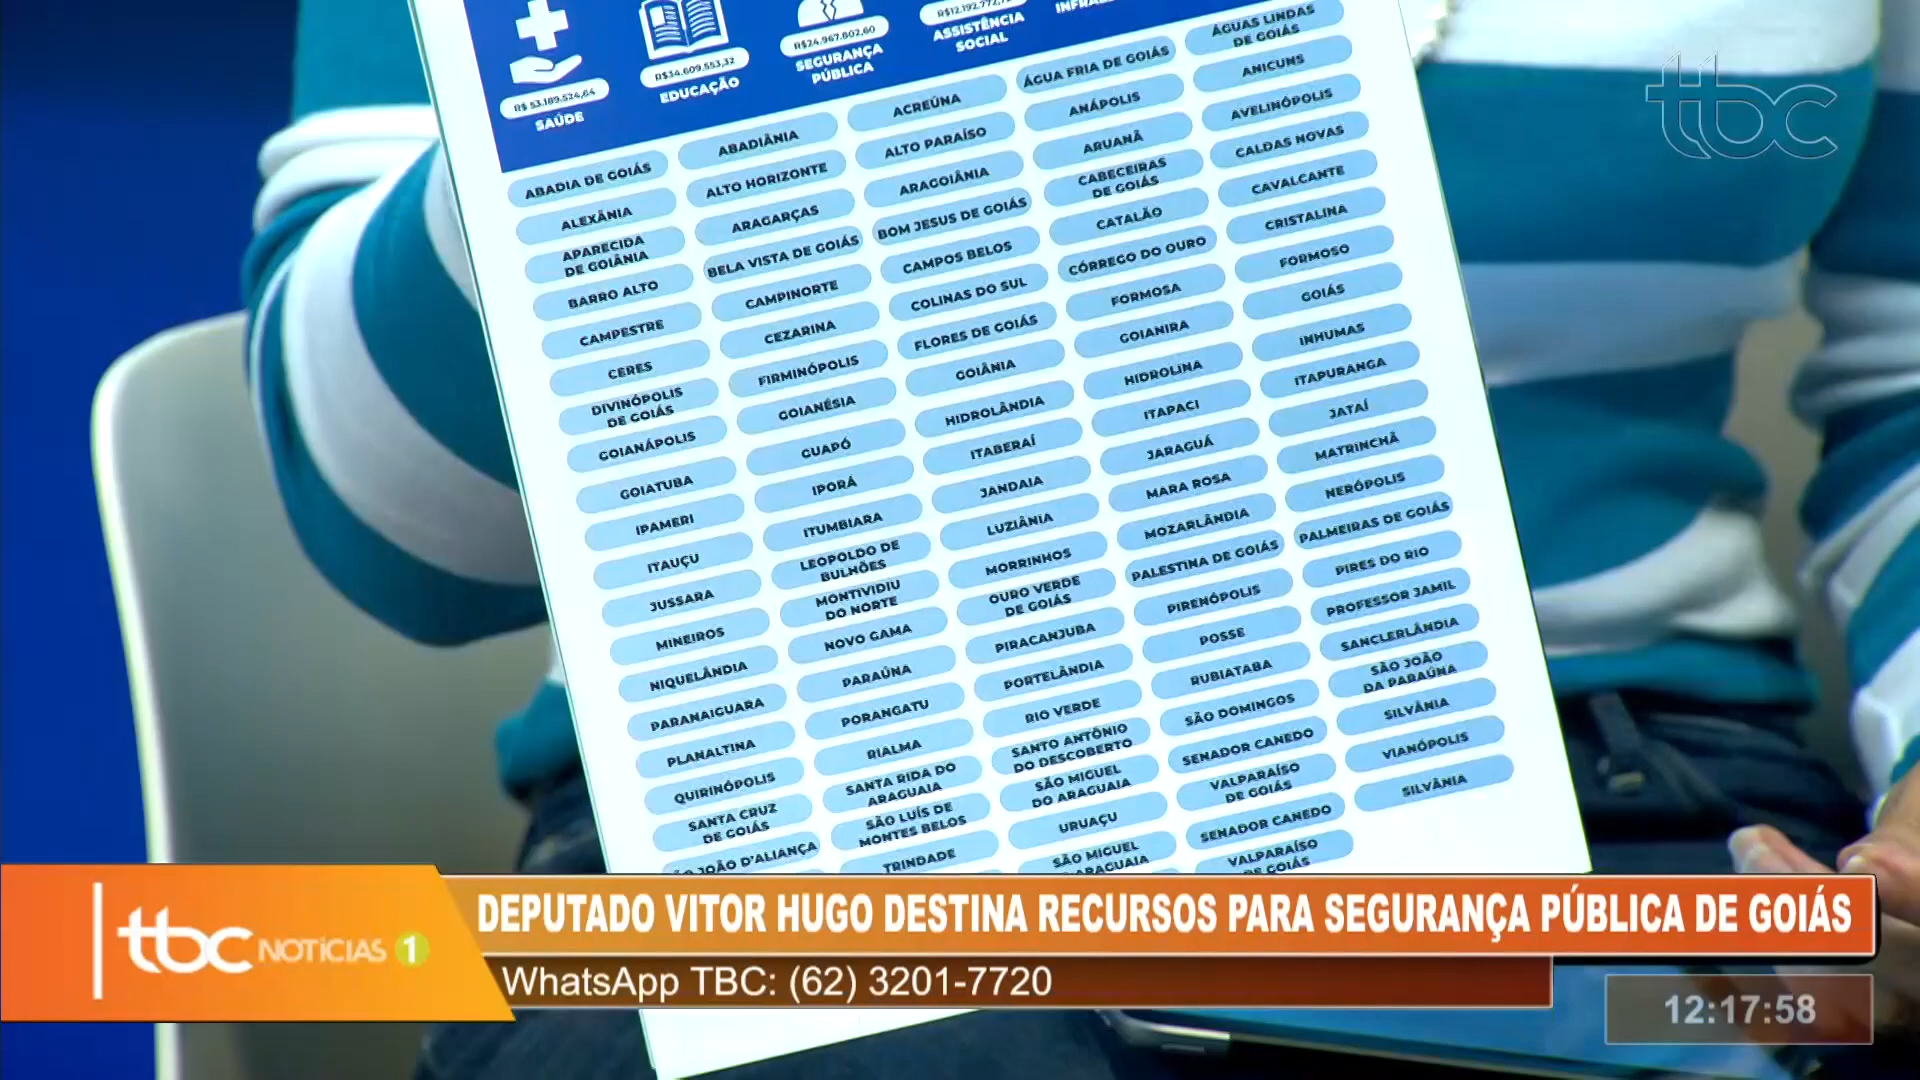 R$ 53.189.524,64
SAÚDE
R$34.609.553,32
EDUCAÇÃO
R$24.967.802,60
SEGURANÇA
PÚBLICA
ASSISTÊNCIA
SOCIAL
tbc
ABADIA DE GOIÁS
ABADIÂNIA
ACREÚNA
ÁGUA FRIA DE GOIÁS
ÁGUAS LINDAS
DE GOIÁS
ALEXÂNIA
ALTO HORIZONTE
ALTO PARAÍSO
ANÁPOLIS
ANICUNS
APARECIDA
DE GOIÂNIA
ARAGARÇAS
ARAGOIÂNIA
ARUANÃ
AVELINÓPOLIS
BARRO ALTO
BELA VISTA DE GOIÁS
BOM JESUS DE GOIÁS
CABECEIRAS
DE GOIÁS
CALDAS NOVAS
CAMPESTRE
CAMPINORTE
CAMPOS BELOS
CATALÃO
CAVALCANTE
CERES
CEZARINA
COLINAS DO SUL
CÓRREGO DO OURO
CRISTALINA
DIVINÓPOLIS
DE GOIÁS
FIRMINÓPOLIS
FLORES DE GOIÁS
FORMOSA
FORMOSO
GOIANÁPOLIS
GOIANÉSIA
GOIÂNIA
GOIANIRA
GOIÁS
GOIATUBA
GUAPÓ
HIDROLÂNDIA
HIDROLINA
INHUMAS
IPAMERI
IPORÁ
ITABERAÍ
ITAPACI
ITAPURANGA
ITAUÇU
ITUMBIARA
JANDAIA
JARAGUÁ
JATAÍ
JUSSARA
LEOPOLDO DE
BULHÕES
LUZIÂNIA
MARA ROSA
MATRINCHÃ
MINEIROS
MONTIVIDIU
DO NORTE
MORRINHOS
MOZARLÂNDIA
NERÓPOLIS
NIQUELÂNDIA
NOVO GAMA
OURO VERDE
DE GOIÁS
PALESTINA DE GOIÁS
PALMEIRAS DE GOIÁS
PARANAIGUARA
PARAÚNA
PIRACANJUBA
PIRENÓPOLIS
PIRES DO RIO
PLANALTINA
PORANGATU
PORTELÂNDIA
POSSE
PROFESSOR JAMIL
QUIRINÓPOLIS
RIALMA
RIO VERDE
RUBIATABA
SANCLERLÂNDIA
SANTA CRUZ
DE GOIÁS
SANTA RIDA DO
ARAGUAIA
SANTO ANTÔNIO
DO DESCOBERTO
SÃO DOMINGOS
SÃO JOÃO
DA PARAÚNA
JOÃO D'ALIANÇA
SÃO LUÍS DE
MONTES BELOS
SÃO MIGUEL
DO ARAGUAIA
SENADOR CANEDO
SILVÂNIA
TRINDADE
URUAÇU
VALPARAÍSO
DE GOIÁS
VIANÓPOLIS
SÃO MIGUEL
ARAGUAIA
SENADOR CANEDO
SILVÂNIA
VALPARAÍSO
DE GOIÁS
tbc NOTÍCIAS 1
DEPUTADO VITOR HUGO DESTINA RECURSOS PARA SEGURANÇA PÚBLICA DE GOIÁS
WhatsApp TBC: (62) 3201-7720
12:17:58